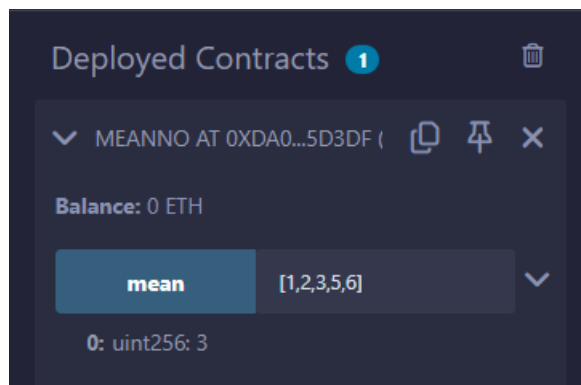 Deployed Contracts 1
MEANNO AT 0XDA0...5D3DF (
Balance: 0 ETH
mean [1,2,3,5,6]
0: uint256: 3